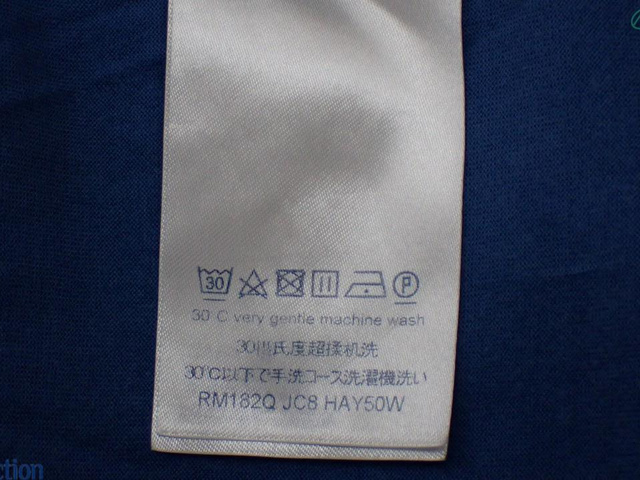 30
P
30°C very gentle machine wash
30摄氏度超揉机洗
30℃以下で手洗コース洗濯機洗い
RM182Q JC8 HAY50W
ction